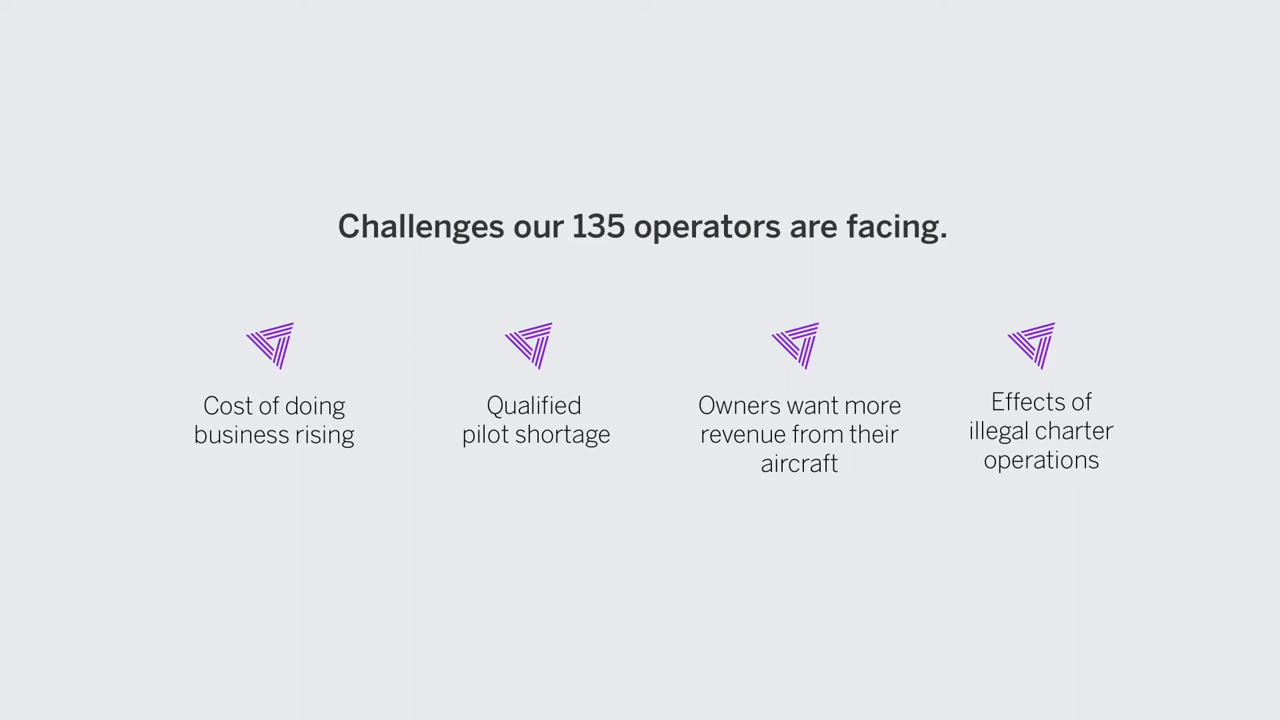 Challenges our 135 operators are facing.
Cost of doing
business rising
Qualified
pilot shortage
Owners want more
revenue from their
aircraft
Effects of
illegal charter
operations